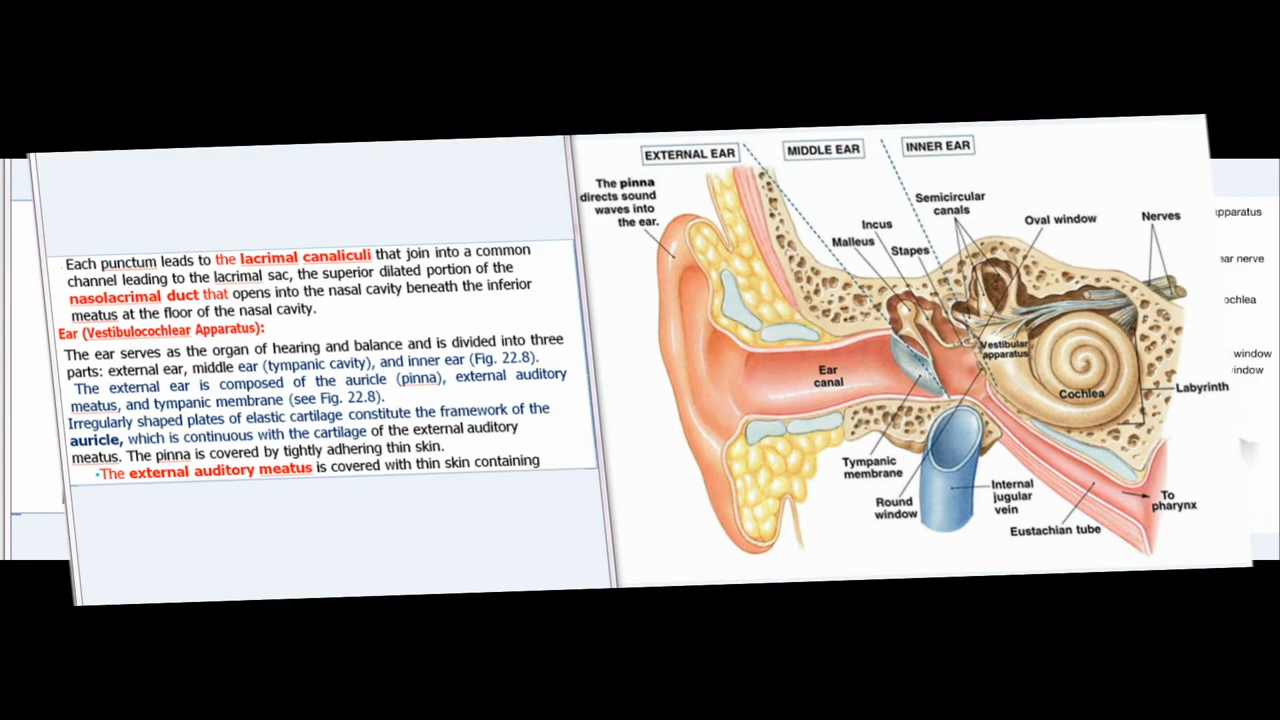 Each punctum leads to the lacrimal canaliculi that join into a common
channel leading to the lacrimal sac, the superior dilated portion of the
nasolacrimal duct that opens into the nasal cavity beneath the inferior
meatus at the floor of the nasal cavity.
Ear (Vestibulocochlear Apparatus):
The ear serves as the organ of hearing and balance and is divided into three
parts: external ear, middle ear (tympanic cavity), and inner ear (Fig. 22.8).
The external ear is composed of the auricle (pinna), external auditory
meatus, and tympanic membrane (see Fig. 22.8).
Irregularly shaped plates of elastic cartilage constitute the framework of the
auricle, which is continuous with the cartilage of the external auditory
meatus. The pinna is covered by tightly adhering thin skin.
•The external auditory meatus is covered with thin skin containing
EXTERNAL EAR
MIDDLE EAR
INNER EAR
The pinna
directs sound
waves into
the ear.
Semicircular
canals
Oval window
Nerves
Incus
Malleus
Stapes
Vestibular
apparatus
Ear
canal
Cochlea
Labyrinth
Tympanic
membrane
Round
window
Internal
jugular
vein
Eustachian tube
To
pharynx
apparatus
ear nerve
window